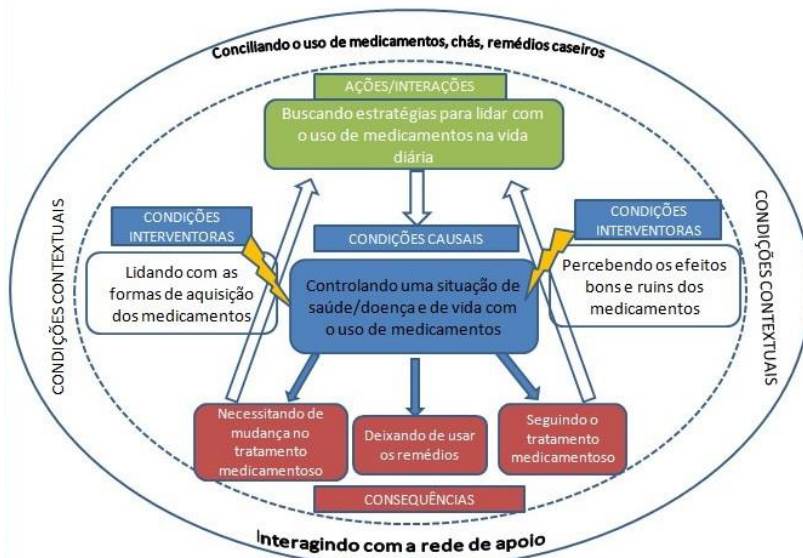 Conciliando o uso de medicamentos, chás, remédios caseiros
AÇÕES/INTERAÇÕES
Buscando estratégias para lidar com
o uso de medicamentos na vida
diária
CONDIÇÕES CONTEXTUAIS
CONDIÇÕES
INTERVENTORAS
Lidando com as
formas de aquisição
dos medicamentos
CONDIÇÕES CAUSAIS
Controlando uma situação de
saúde/doença e de vida com
o uso de medicamentos
CONDIÇÕES
INTERVENTORAS
Percebendo os efeitos
bons e ruins dos
medicamentos
CONDIÇÕES CONTEXTUAIS
Necessitando de
mudança no
tratamento
medicamentoso
Deixando de usar
os remédios
Seguindo o
tratamento
medicamentoso
CONSEQUÊNCIAS
Interagindo com a rede de apoio